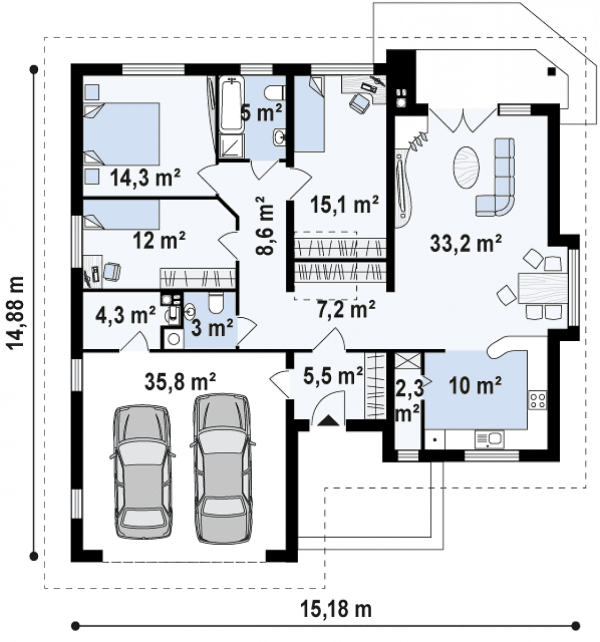 5 m²
14,3 m²
15,1 m²
8,6 m²
12 m²
33,2 m²
14,88 m
4,3 m²
3 m²
7,2 m²
35,8 m²
5,5 m²
2,3
m²
10 m²
15,18 m